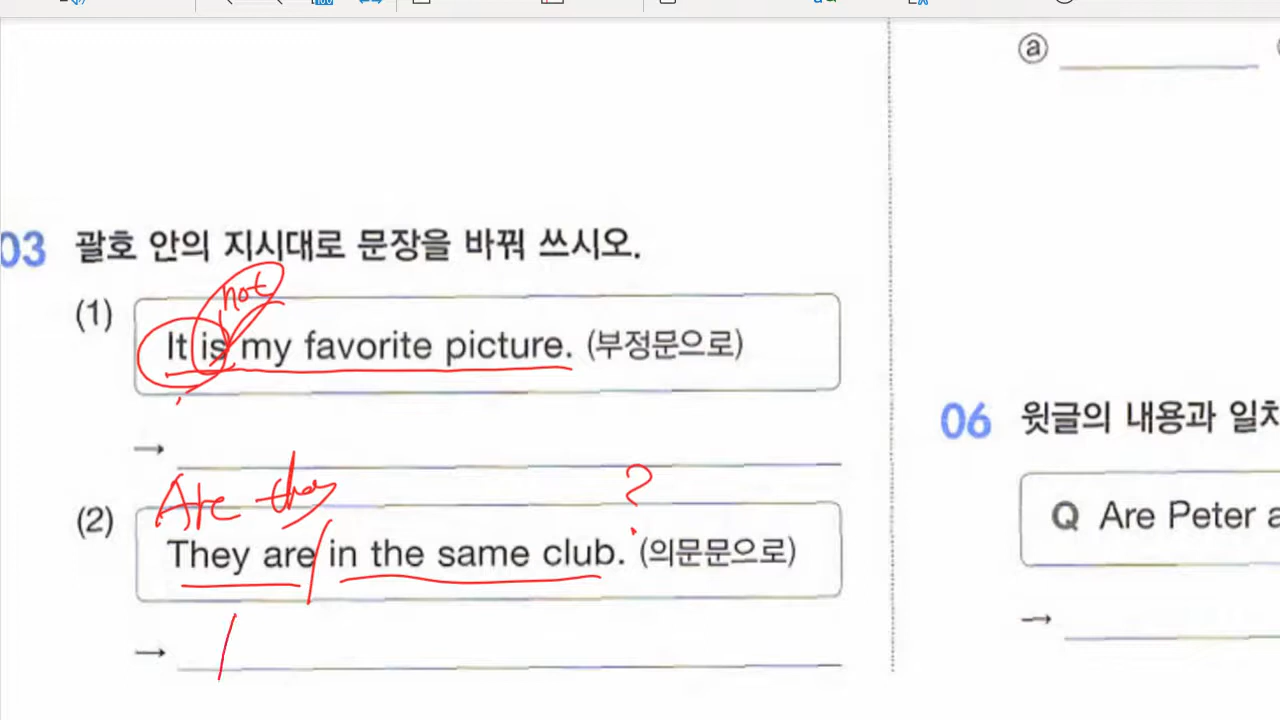 ⓐ
03 괄호 안의 지시대로 문장을 바꿔 쓰시오.
not
(1) It is my favorite picture. (부정문으로)
→
Are they ?
(2) They are in the same club. (의문문으로)
→
06 윗글의 내용과
Q Are Peter
→